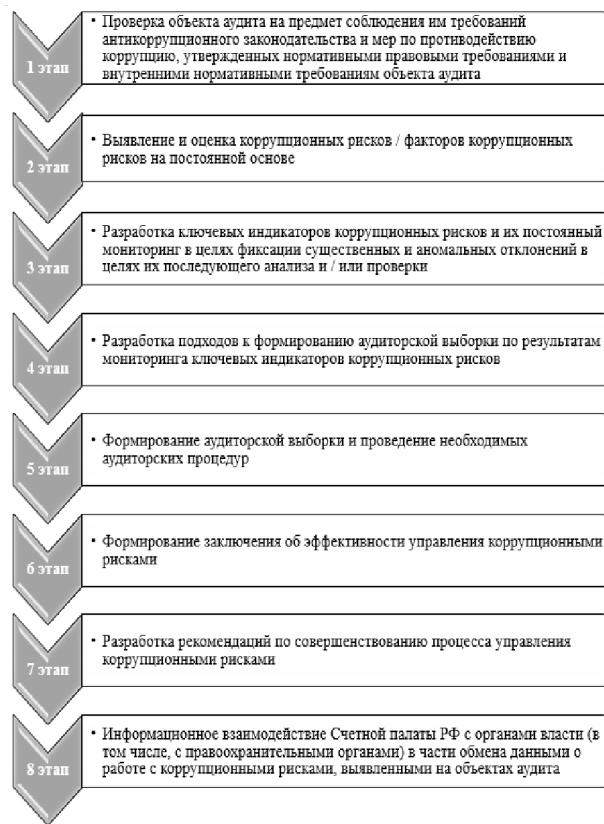 • Проверка объекта аудита на предмет соблюдения им требований
антикоррупционного законодательства и мер по противодействию
коррупцию, утвержденных нормативными правовыми требованиями и
внутренними нормативными требованиям объекта аудита
1 этап
• Выявление и оценка коррупционных рисков / факторов коррупционных
рисков на постоянной основе
2 этап
• Разработка ключевых индикаторов коррупционных рисков и их постоянный
мониторинг в целях фиксации существенных и аномальных отклонений в
целях их последующего анализа и / или проверки
3 этап
• Разработка подходов к формированию аудиторской выборки по результатам
мониторинга ключевых индикаторов коррупционных рисков
4 этап
• Формирование аудиторской выборки и проведение необходимых
аудиторских процедур
5 этап
• Формирование заключения об эффективности управления коррупционными
рисками
6 этап
• Разработка рекомендаций по совершенствованию процесса управления
коррупционными рисками
7 этап
• Информационное взаимодействие Счетной палаты РФ с органами власти (в
том числе, с правоохранительными органами) в части обмена данными о
работе с коррупционными рисками, выявленными на объектах аудита
8 этап